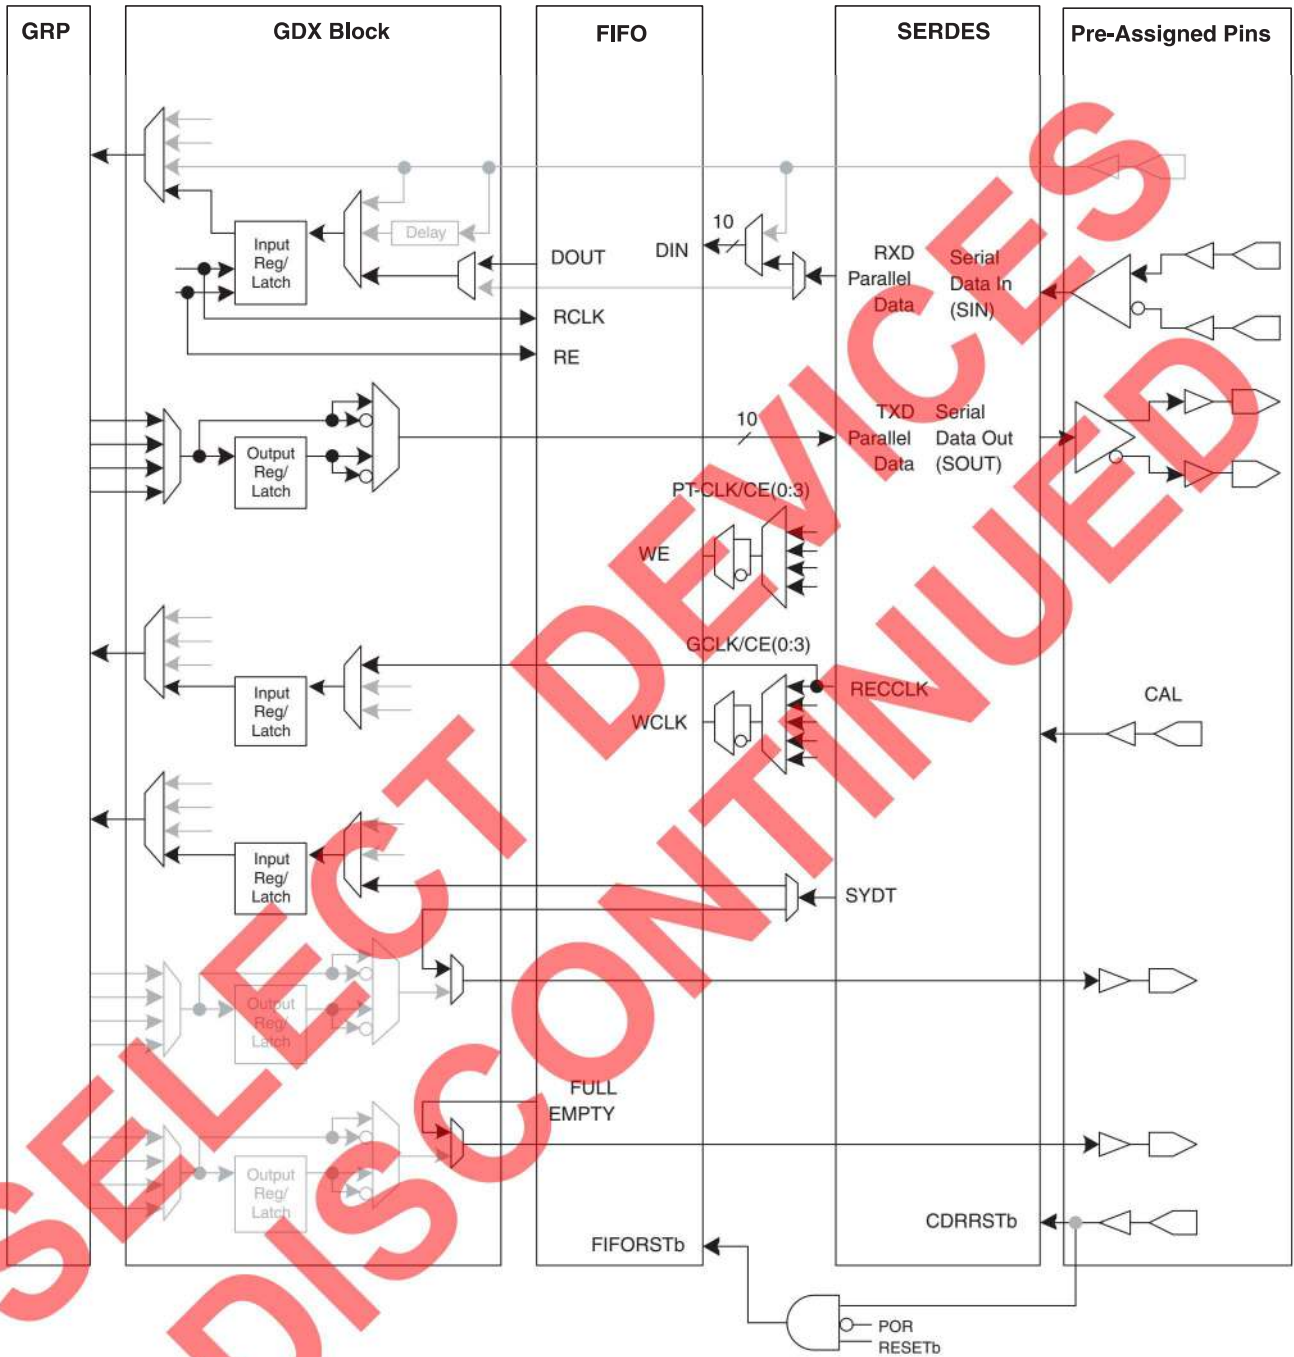 GRP
GDX Block
FIFO
SERDES
Pre-Assigned Pins
Delay
Input
Reg/
Latch
DOUT
DIN
10
RXD
Parallel
Data
Serial
Data In
(SIN)
RCLK
RE
Output
Reg/
Latch
10
TXD
Parallel
Data
Serial
Data Out
(SOUT)
PT-CLK/CE(0:3)
WE
GCLK/CE(0:3)
Input
Reg/
Latch
WCLK
RECCLK
CAL
Input
Reg/
Latch
SYDT
Output
Reg/
Latch
FULL
EMPTY
Output
Reg/
Latch
CDRRSTb
FIFORSTb
POR
RESETb
SELECT DEVICES
DISCONTINUED